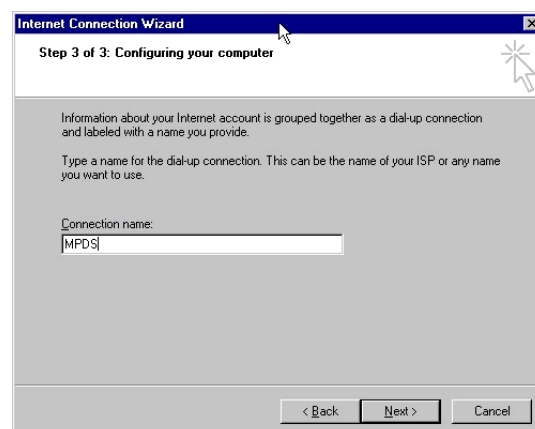 Internet Connection Wizard
Step 3 of 3: Configuring your computer
Information about your Internet account is grouped together as a dial-up connection
and labeled with a name you provide.
Type a name for the dial-up connection. This can be the name of your ISP or any name
you want to use.
Connection name:
MPDS
< Back Next > Cancel